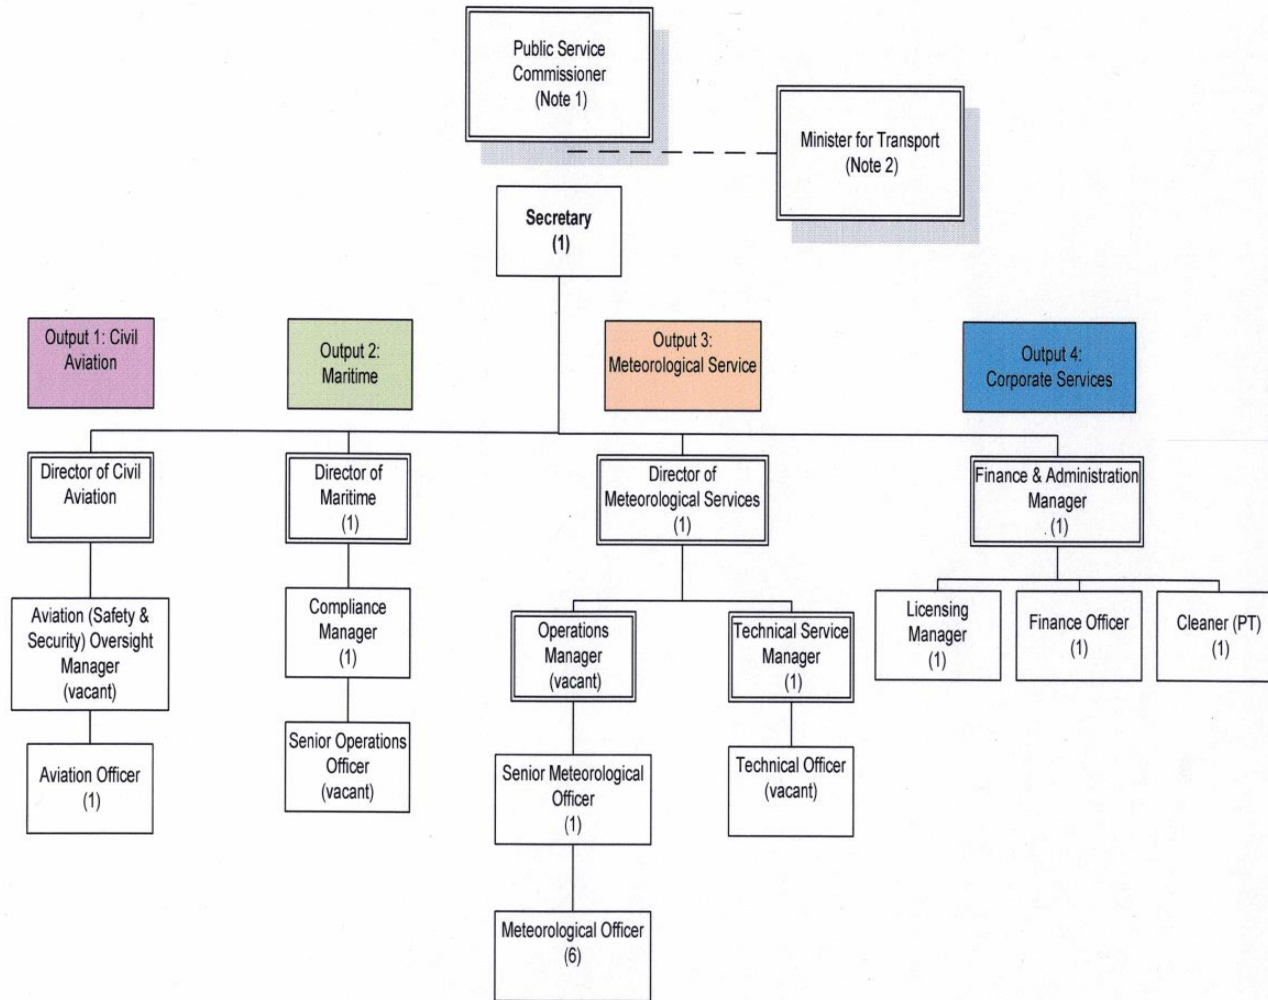 Public Service
Commissioner
(Note 1)
Minister for Transport
(Note 2)
Secretary
(1)
Output 1: Civil
Aviation
Output 2:
Maritime
Output 3:
Meteorological Service
Output 4:
Corporate Services
Director of Civil
Aviation
Director of
Maritime
(1)
Director of
Meteorological Services
(1)
Finance & Administration
Manager
(1)
Aviation (Safety &
Security) Oversight
Manager
(vacant)
Compliance
Manager
(1)
Operations
Manager
(vacant)
Technical Service
Manager
(1)
Licensing
Manager
(1)
Finance Officer
(1)
Cleaner (PT)
(1)
Aviation Officer
(1)
Senior Operations
Officer
(vacant)
Senior Meteorological
Officer
(1)
Technical Officer
(vacant)
Meteorological Officer
(6)